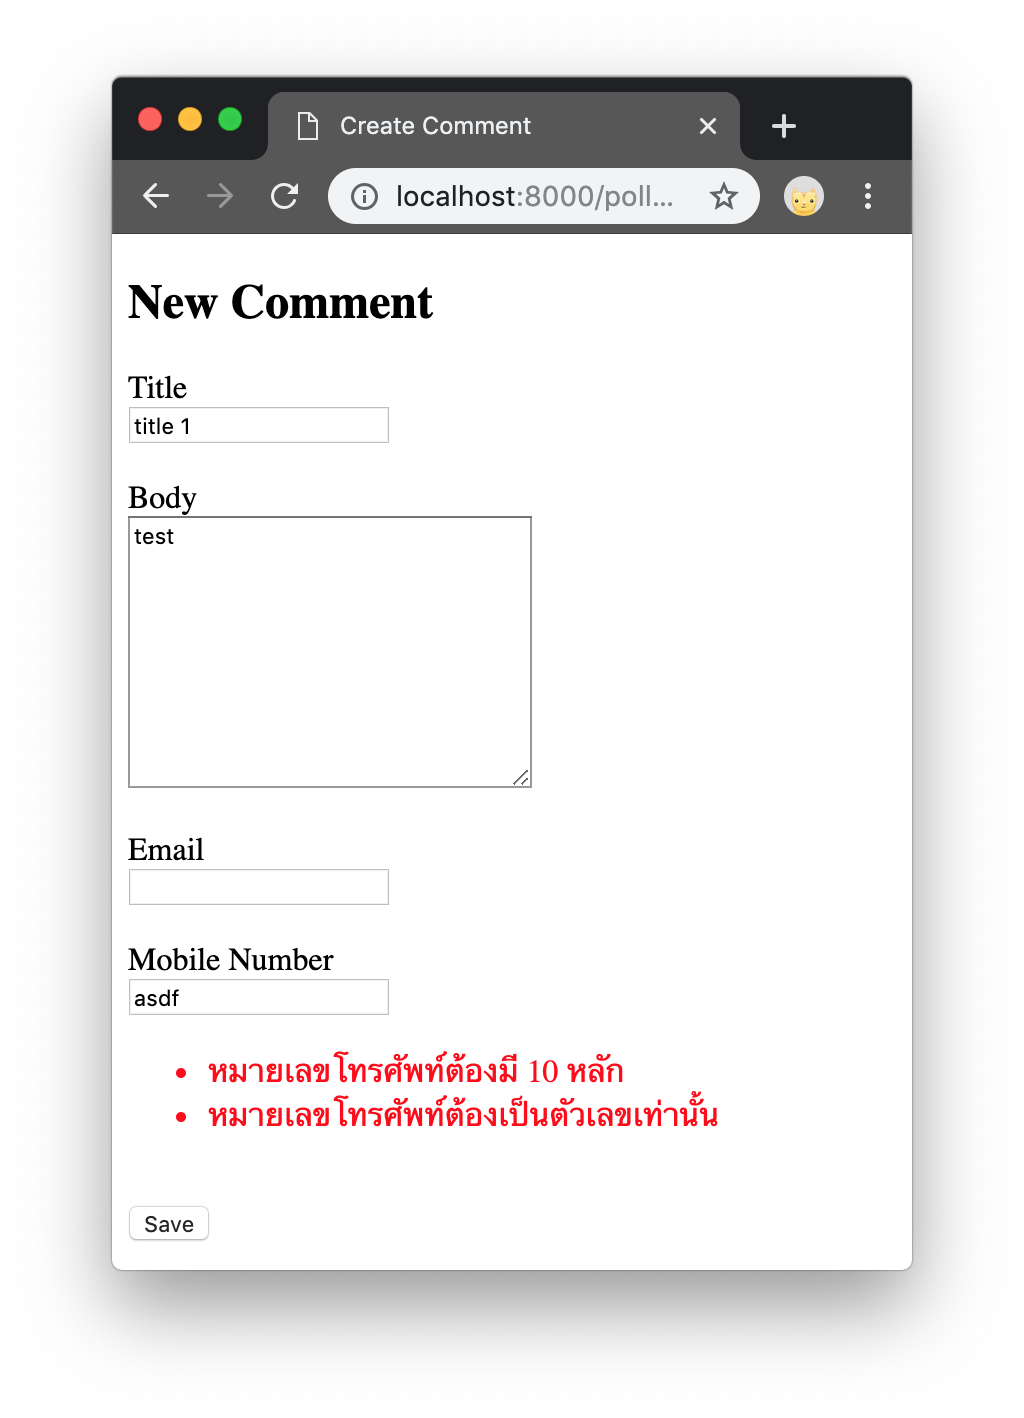 Create Comment
localhost:8000/poll...
New Comment
Title
title 1
Body
test
Email
Mobile Number
asdf
หมายเลขโทรศัพท์ต้องมี 10 หลัก
หมายเลขโทรศัพท์ต้องเป็นตัวเลขเท่านั้น
Save